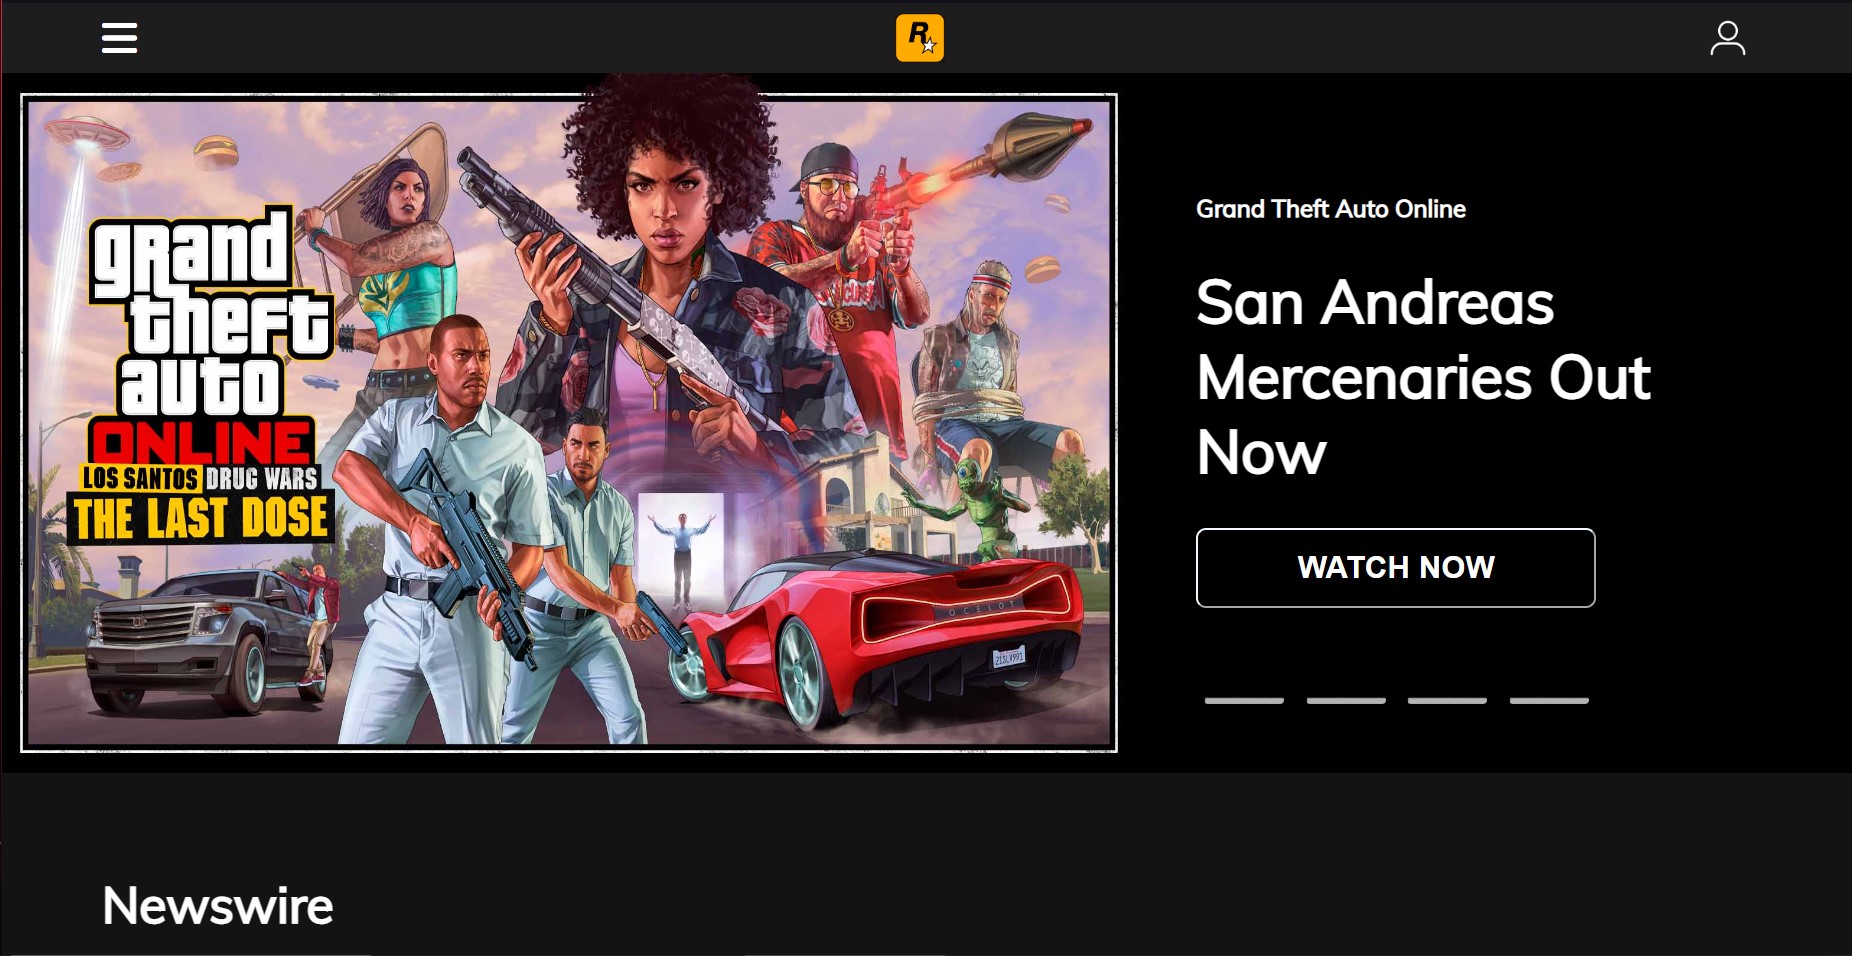 R
Grand Theft Auto Online
San Andreas
Mercenaries Out
Now
WATCH NOW
grand
theft
auto
ONLINE
LOS SANTOS DRUG WARS
THE LAST DOSE
OCELOT
Newswire